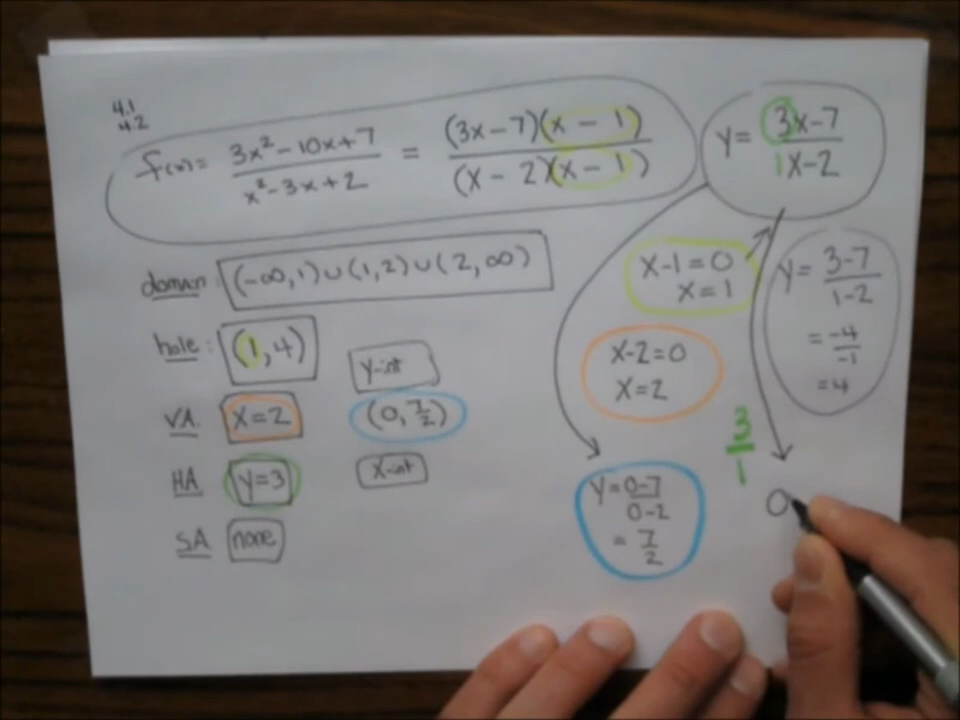 4.1
4.2
f(x) = 3x² - 10x + 7 / x² - 3x + 2 = (3x - 7)(x - 1) / (x - 2)(x - 1)
y = 3x - 7 / 1x - 2
domain: (-∞, 1) ∪ (1, 2) ∪ (2, ∞)
x - 1 = 0
x = 1
y = 3 - 7 / 1 - 2
= -4 / -1
= 4
hole: (1, 4)
y-int
(0, 7/2)
x-int
x - 2 = 0
x = 2
VA. x = 2
HA y = 3
SA none
3 / 1
y = 0 - 7 / 0 - 2
= 7 / 2
0